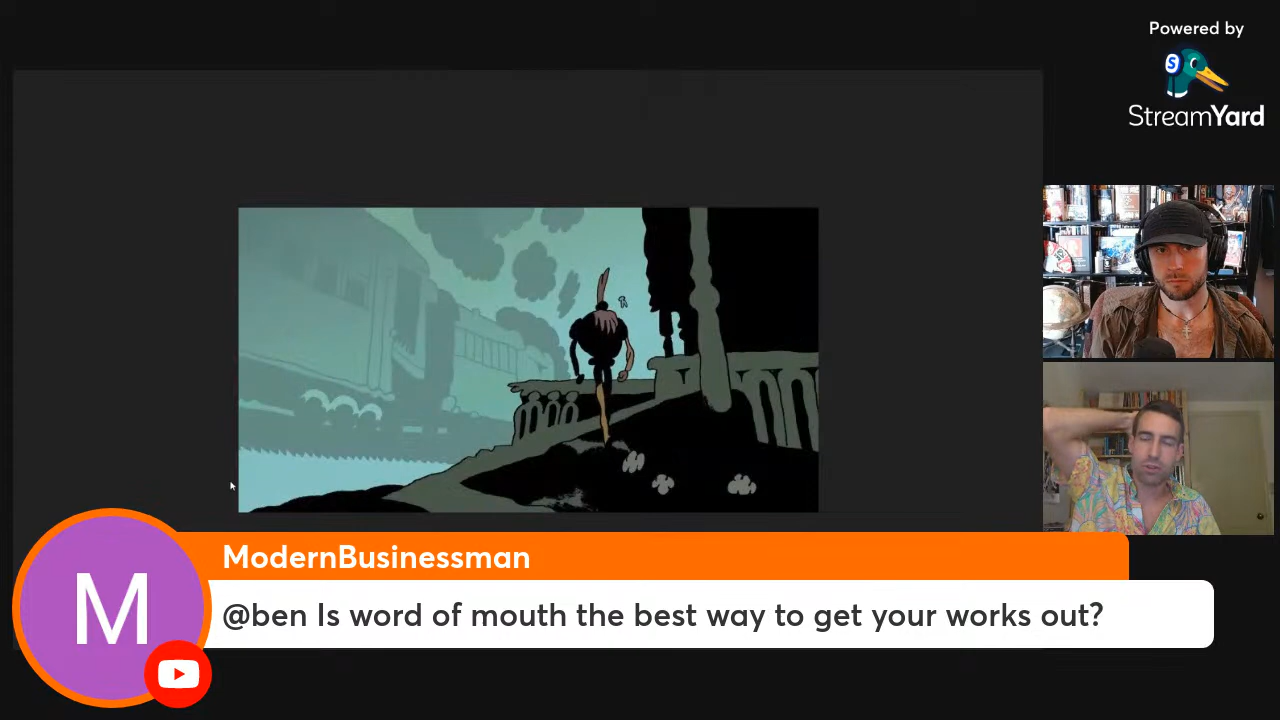 Powered by
StreamYard
S
ModernBusinessman
M
@ben Is word of mouth the best way to get your works out?